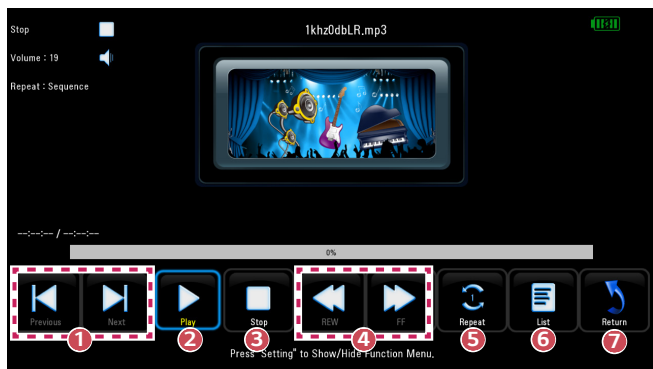 Stop
1khz0dbLR.mp3
Volume : 19
Repeat : Sequence
--:--:-- / --:--:--
0%
Previous
Next
Play
Stop
REW
FF
1
Repeat
List
Return
1
2
3
4
5
6
7
Press "Setting" to Show/Hide Function Menu.